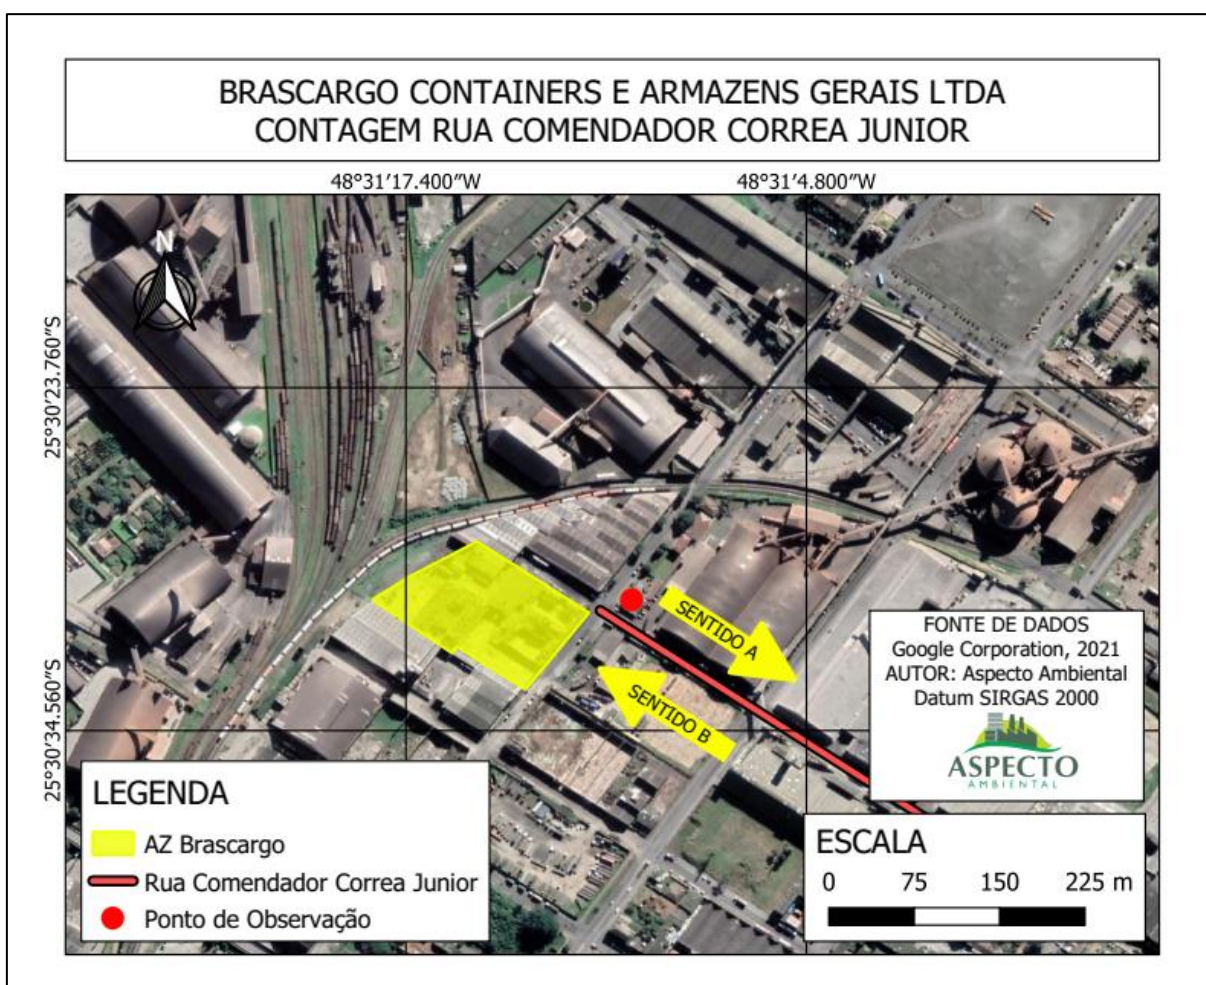 BRASCARGO CONTAINERS E ARMAZENS GERAIS LTDA
CONTAGEM RUA COMENDADOR CORREA JUNIOR
48°31'17.400"W
48°31'4.800"W
N
25°30'23.760"S
25°30'34.560"S
SENTIDO A
SENTIDO B
FONTE DE DADOS
Google Corporation, 2021
AUTOR: Aspecto Ambiental
Datum SIRGAS 2000
ASPECTO
AMBIENTAL
LEGENDA
AZ Brascargo
Rua Comendador Correa Junior
Ponto de Observação
ESCALA
0 75 150 225 m